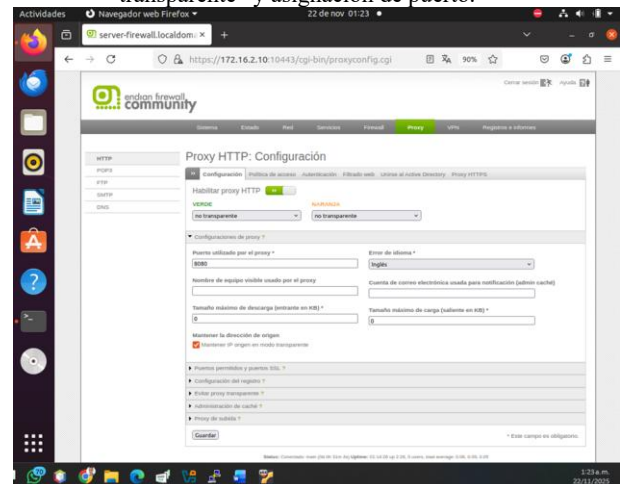 transparente” y asignación de puerto.
Actividades Navegador web Firefox 22 de nov 01:23
server-firewall.localdom: × +
https://172.16.2.10:10443/cgi-bin/proxyconfig.cgi 90%
Cerrar sesión Ayuda
endian firewall
community
Sistema Estado Red Servicios Firewall Proxy VPN Registros e informes
HTTP
POP3
FTP
SMTP
DNS
Proxy HTTP: Configuración
Configuración Política de acceso Autenticación Filtrado web Unirse al Active Directory Proxy HTTPS
Habilitar proxy HTTP
VERDE NARANJA
no transparente no transparente
Configuraciones de proxy ?
Puerto utilizado por el proxy * Error de idioma *
8080 Inglés
Nombre de equipo visible usado por el proxy Cuenta de correo electrónica usada para notificación (admin caché)
Tamaño máximo de descarga (entrante en KB) * Tamaño máximo de carga (saliente en KB) *
0 0
Mantener la dirección de origen
Mantener IP origen en modo transparente
Puertos permitidos y puertos SSL ?
Configuración del registro ?
Evitar proxy transparente ?
Administración de caché ?
Proxy de subida ?
Guardar * Este campo es obligatorio.
1:23 a.m.
22/11/2025